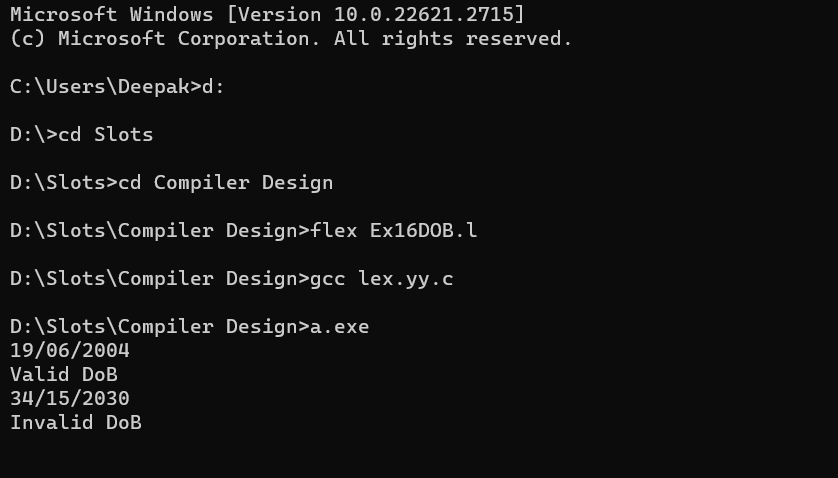 Microsoft Windows [Version 10.0.22621.2715]
(c) Microsoft Corporation. All rights reserved.
C:\Users\Deepak>d:
D:\>cd Slots
D:\Slots>cd Compiler Design
D:\Slots\Compiler Design>flex Ex16DOB.l
D:\Slots\Compiler Design>gcc lex.yy.c
D:\Slots\Compiler Design>a.exe
19/06/2004
Valid DoB
34/15/2030
Invalid DoB